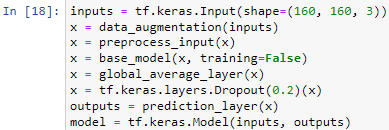 In [18]: inputs = tf.keras.Input(shape=(160, 160, 3))
x = data_augmentation(inputs)
x = preprocess_input(x)
x = base_model(x, training=False)
x = global_average_layer(x)
x = tf.keras.layers.Dropout(0.2)(x)
outputs = prediction_layer(x)
model = tf.keras.Model(inputs, outputs)